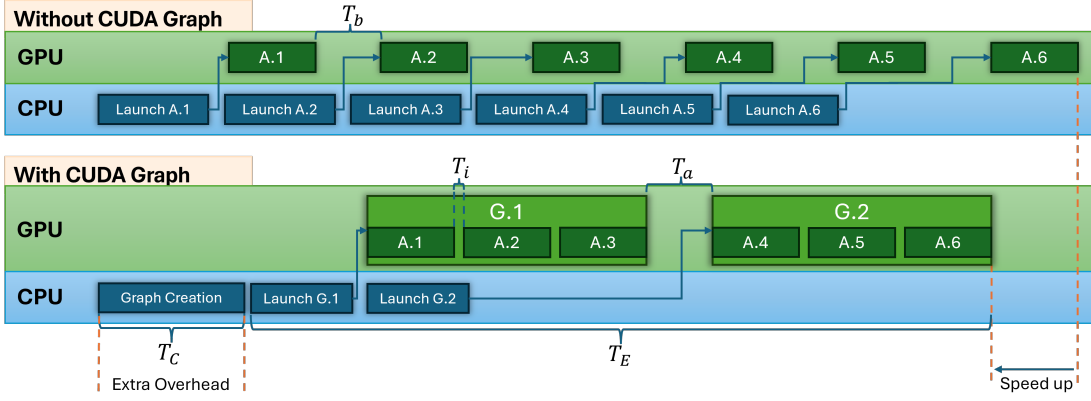 Without CUDA Graph
T_b
GPU
A.1 A.2 A.3 A.4 A.5 A.6
CPU
Launch A.1 Launch A.2 Launch A.3 Launch A.4 Launch A.5 Launch A.6
With CUDA Graph
T_i T_a
GPU
G.1 G.2
A.1 A.2 A.3 A.4 A.5 A.6
CPU
Graph Creation Launch G.1 Launch G.2
T_C T_E
Extra Overhead Speed up